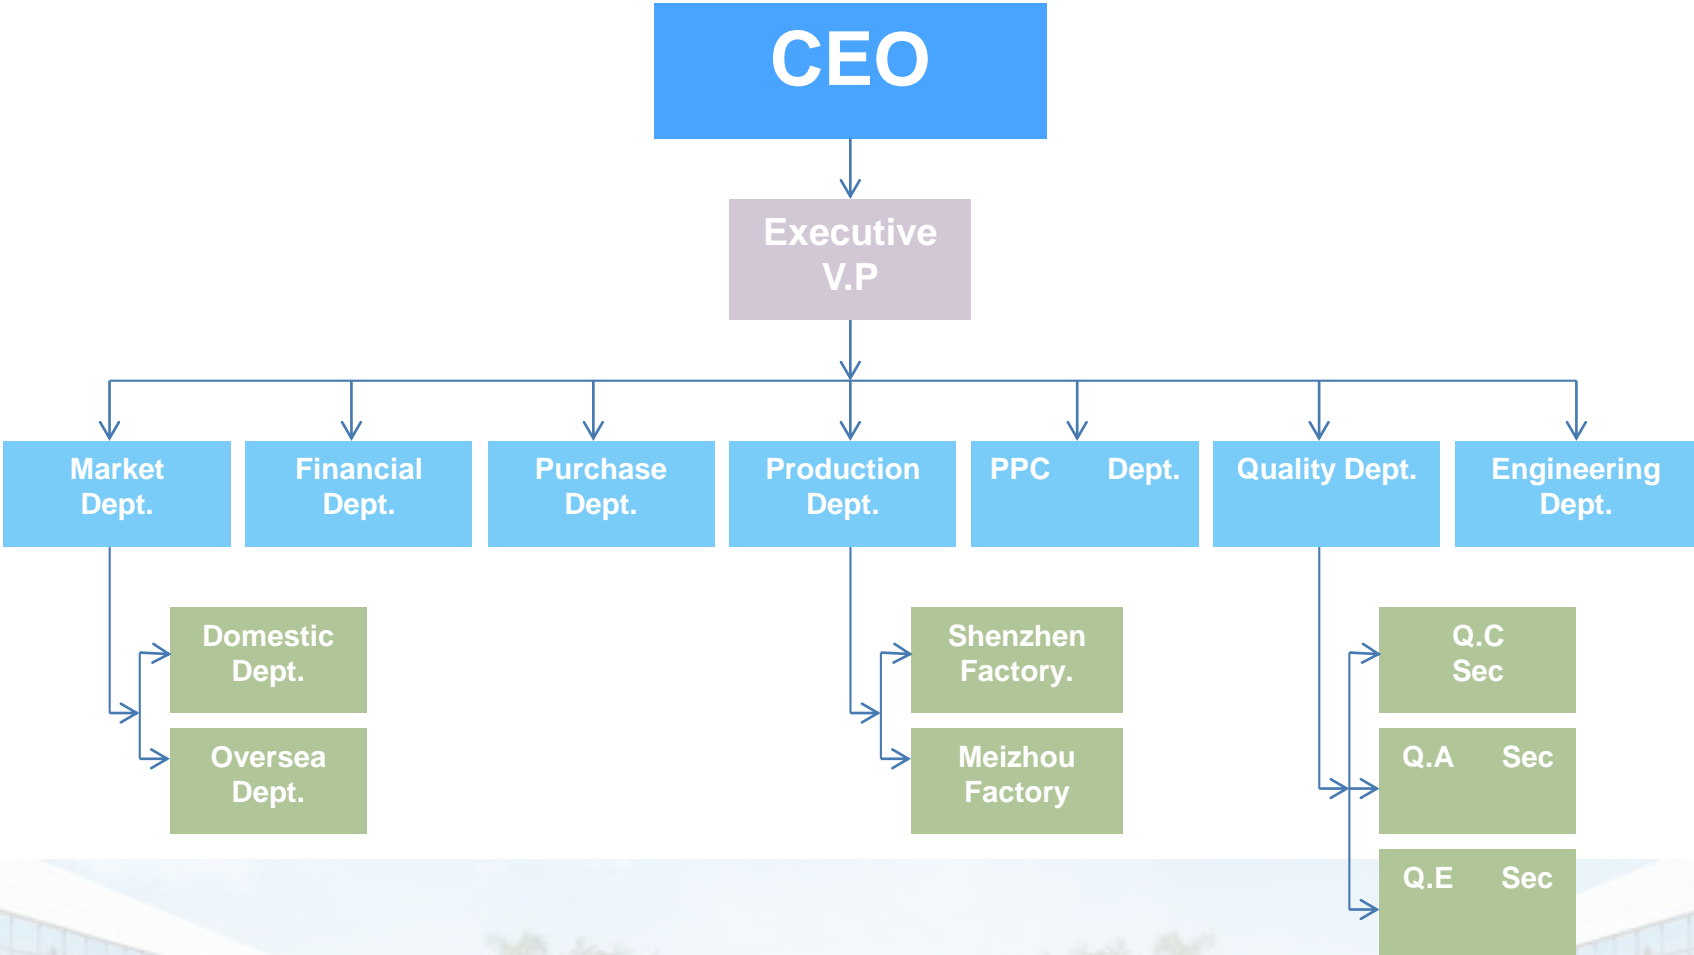 CEO
Executive
V.P
Market
Dept.
Financial
Dept.
Purchase
Dept.
Production
Dept.
PPC Dept.
Quality Dept.
Engineering
Dept.
Domestic
Dept.
Oversea
Dept.
Shenzhen
Factory.
Meizhou
Factory
Q.C
Sec
Q.A Sec
Q.E Sec